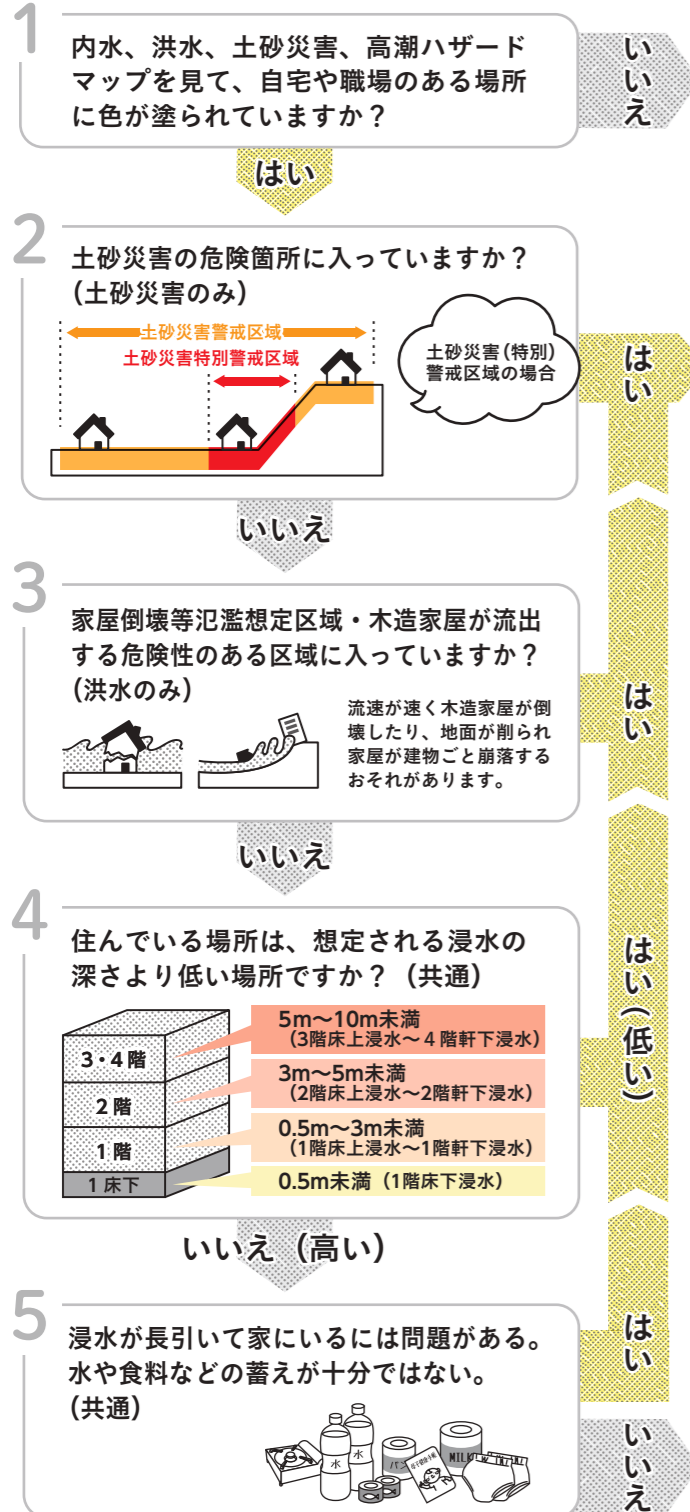 1
内水、洪水、土砂災害、高潮ハザード
マップを見て、自宅や職場のある場所
に色が塗られていますか？
いいえ
はい
2
土砂災害の危険箇所に入っていますか？
（土砂災害のみ）
土砂災害警戒区域
土砂災害特別警戒区域
土砂災害（特別）
警戒区域の場合
はい
いいえ
3
家屋倒壊等氾濫想定区域・木造家屋が流出
する危険性のある区域に入っていますか？
（洪水のみ）
流速が速く木造家屋が倒
壊したり、地面が削られ
家屋が建物ごと崩落する
おそれがあります。
はい
いいえ
4
住んでいる場所は、想定される浸水の
深さより低い場所ですか？（共通）
3・4階
2階
1階
1床下
5m〜10m未満
（3階床上浸水〜４階軒下浸水）
3m〜5m未満
（2階床上浸水〜2階軒下浸水）
0.5m〜3m未満
（1階床上浸水〜1階軒下浸水）
0.5m未満（1階床下浸水）
はい（低い）
いいえ（高い）
5
浸水が長引いて家にいるには問題がある。
水や食料などの蓄えが十分ではない。
（共通）
水
水
パン
MILK
はい
いいえ